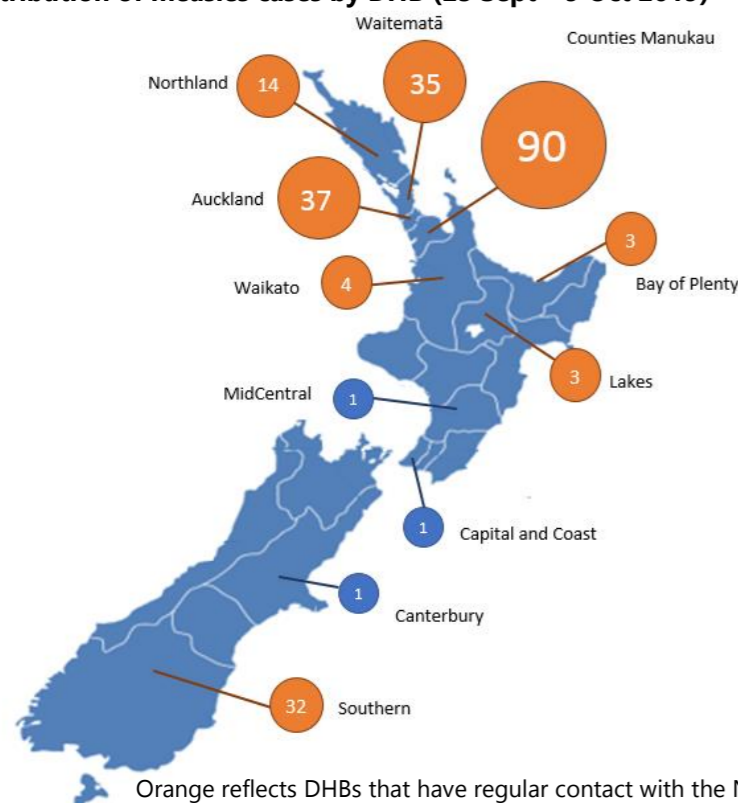 Waitematā
Counties Manukau
Northland
14
35
90
Auckland
37
3
Bay of Plenty
Waikato
4
3
Lakes
MidCentral
1
1
Capital and Coast
1
Canterbury
32
Southern
Orange reflects DHBs that have regular contact with the